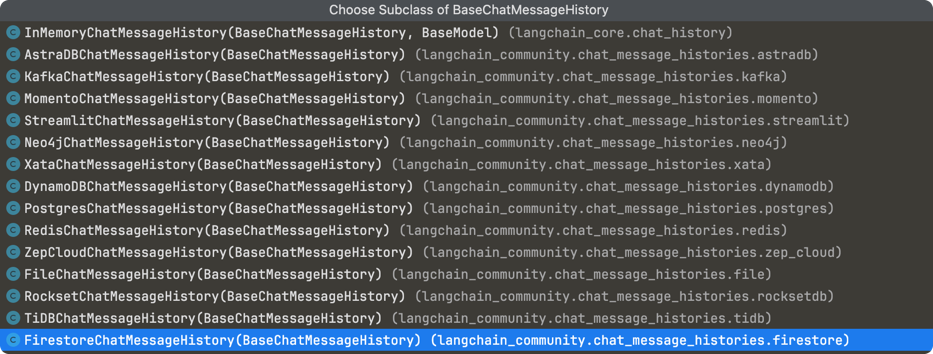 Choose Subclass of BaseChatMessageHistory
C InMemoryChatMessageHistory(BaseChatMessageHistory, BaseModel) (langchain_core.chat_history)
C AstraDBChatMessageHistory(BaseChatMessageHistory) (langchain_community.chat_message_histories.astradb)
C KafkaChatMessageHistory(BaseChatMessageHistory) (langchain_community.chat_message_histories.kafka)
C MomentoChatMessageHistory(BaseChatMessageHistory) (langchain_community.chat_message_histories.momento)
C StreamlitChatMessageHistory(BaseChatMessageHistory) (langchain_community.chat_message_histories.streamlit)
C Neo4jChatMessageHistory(BaseChatMessageHistory) (langchain_community.chat_message_histories.neo4j)
C XataChatMessageHistory(BaseChatMessageHistory) (langchain_community.chat_message_histories.xata)
C DynamoDBChatMessageHistory(BaseChatMessageHistory) (langchain_community.chat_message_histories.dynamodb)
C PostgresChatMessageHistory(BaseChatMessageHistory) (langchain_community.chat_message_histories.postgres)
C RedisChatMessageHistory(BaseChatMessageHistory) (langchain_community.chat_message_histories.redis)
C ZepCloudChatMessageHistory(BaseChatMessageHistory) (langchain_community.chat_message_histories.zep_cloud)
C FileChatMessageHistory(BaseChatMessageHistory) (langchain_community.chat_message_histories.file)
C RocksetChatMessageHistory(BaseChatMessageHistory) (langchain_community.chat_message_histories.rocksetdb)
C TiDBChatMessageHistory(BaseChatMessageHistory) (langchain_community.chat_message_histories.tidb)
C FirestoreChatMessageHistory(BaseChatMessageHistory) (langchain_community.chat_message_histories.firestore)